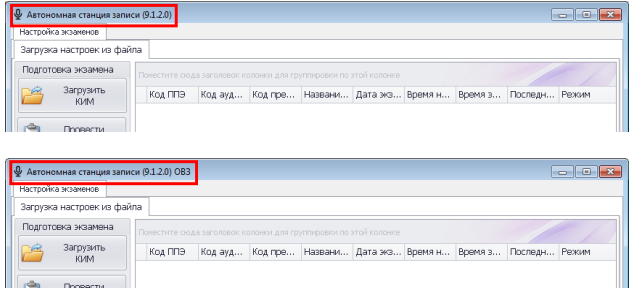 Автономная станция записи (9.1.2.0)
Настройка экзаменов
Загрузка настроек из файла
Подготовка экзамена
Поместите сюда заголовок колонки для группировки по этой колонке
Загрузить КИМ
Код ППЭ Код ауд... Код пре... Названи... Дата экз... Время н... Время з... Последн... Режим
Провести
Автономная станция записи (9.1.2.0) ОВЗ
Настройка экзаменов
Загрузка настроек из файла
Подготовка экзамена
Поместите сюда заголовок колонки для группировки по этой колонке
Загрузить КИМ
Код ППЭ Код ауд... Код пре... Названи... Дата экз... Время н... Время з... Последн... Режим
Провести